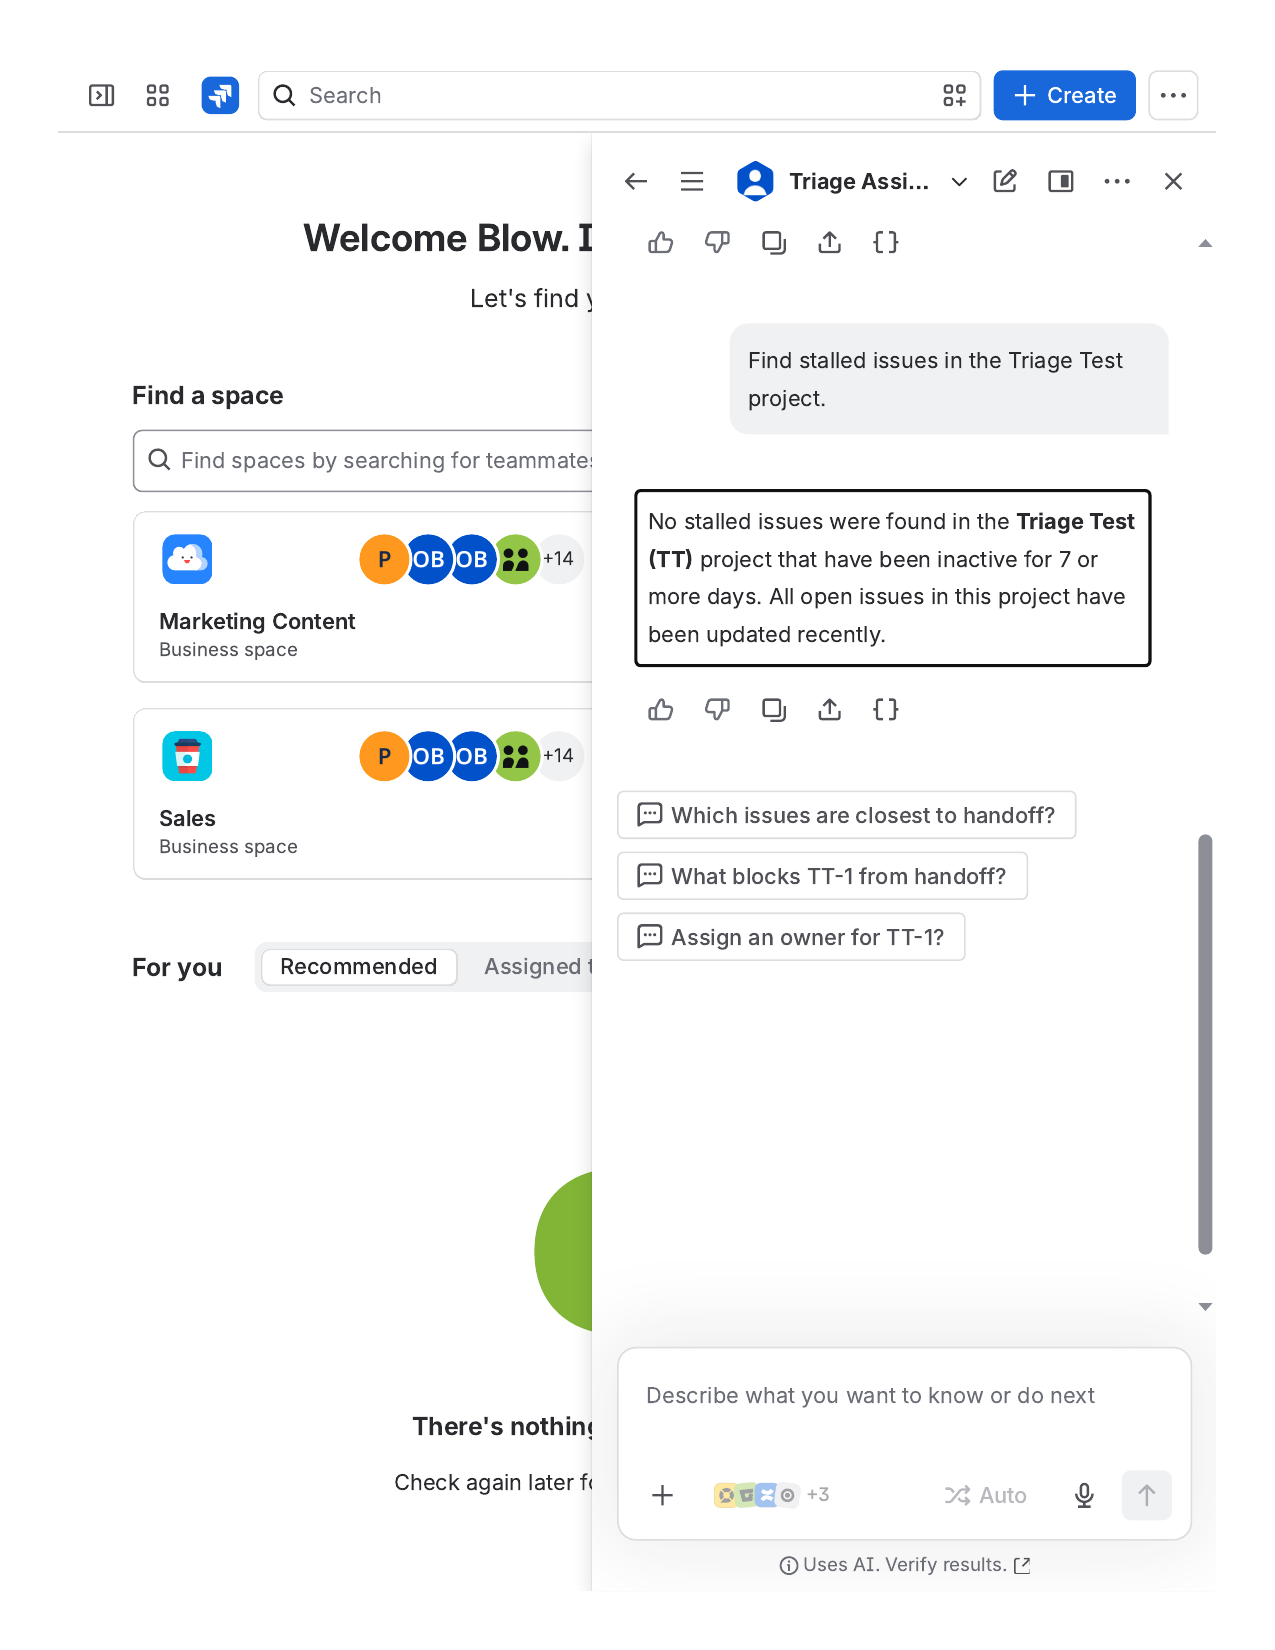 Search
Create
Welcome Blow.
Let's find
Find a space
Find spaces by searching for teammates
P OB OB +14
Marketing Content
Business space
P OB OB +14
Sales
Business space
For you
Recommended
Assigned
There's nothing
Check again later
Triage Assi...
Find stalled issues in the Triage Test
project.
No stalled issues were found in the Triage Test
(TT) project that have been inactive for 7 or
more days. All open issues in this project have
been updated recently.
Which issues are closest to handoff?
What blocks TT-1 from handoff?
Assign an owner for TT-1?
Describe what you want to know or do next
+3
Auto
Uses AI. Verify results.